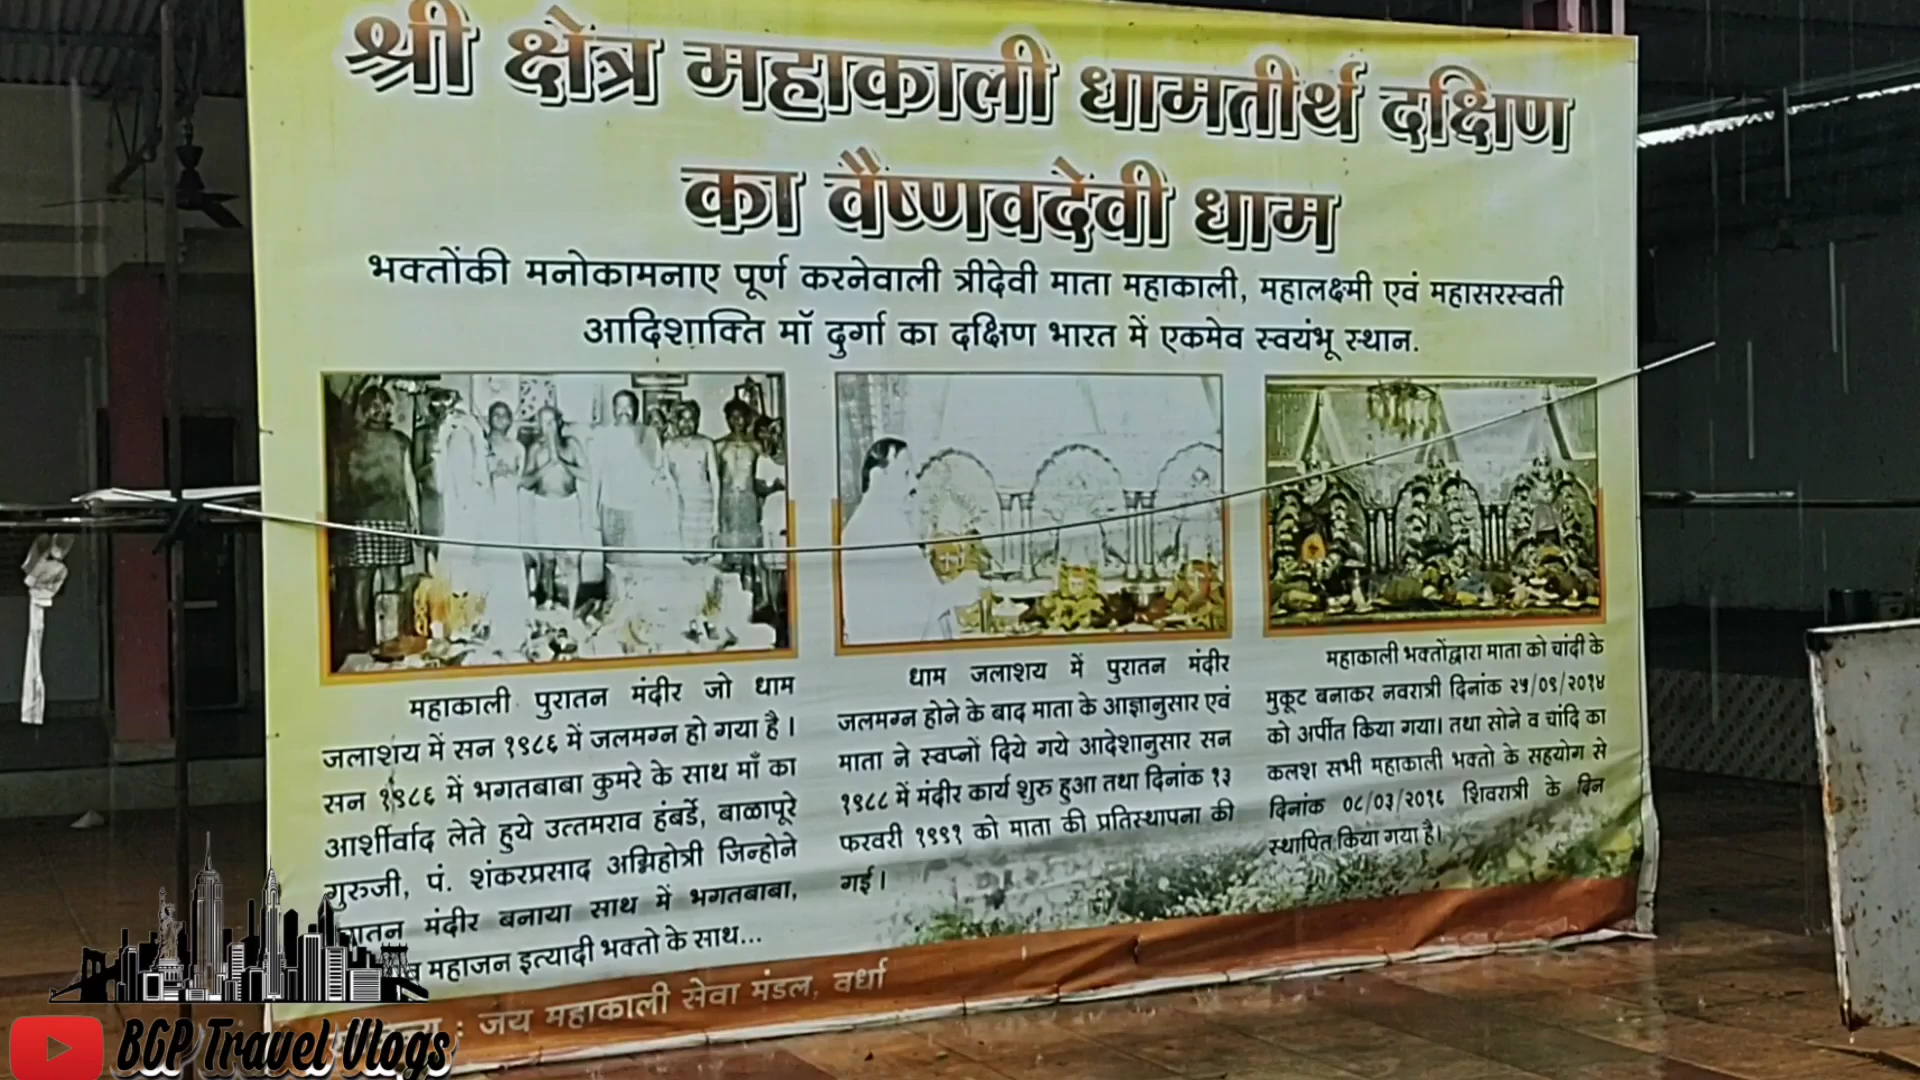 श्री क्षेत्र महाकाली धामतीर्थ दक्षिण
का वैष्णवदेवी धाम
भक्तोंकी मनोकामनाए पूर्ण करनेवाली त्रीदेवी माता महाकाली, महालक्ष्मी एवं महासरस्वती
आदिशक्ति माँ दुर्गा का दक्षिण भारत में एकमेव स्वयंभू स्थान.
महाकाली पुरातन मंदीर जो धाम
जलाशय में सन १९८६ में जलमग्न हो गया है ।
सन १९८६ में भगतबाबा कुमरे के साथ माँ का
आर्शीर्वाद लेते हुये उत्तमराव हंबर्डे, बाळापूरे
गुरुजी, पं. शंकरप्रसाद अग्निहोत्री जिन्होने
मंदीर बनाया साथ में भगतबाबा,
महाजन इत्यादी भक्तो के साथ...
धाम जलाशय में पुरातन मंदीर
जलमग्न होने के बाद माता के आज्ञानुसार एवं
माता ने स्वप्नों दिये गये आदेशानुसार सन
१९८८ में मंदीर कार्य शुरु हुआ तथा दिनांक १३
फरवरी १९९१ को माता की प्रतिस्थापना की
गई ।
महाकाली भक्तोंद्वारा माता को चांदी के
मुकूट बनाकर नवरात्री दिनांक २५/०९/२०१४
को अर्पीत किया गया। तथा सोने व चांदि का
कलश सभी महाकाली भक्तो के सहयोग से
दिनांक ०८/०३/२०१६ शिवरात्री के दिन
स्थापित किया गया है।
: जय महाकाली सेवा मंडल, वर्धा
BGP Travel Vlogs